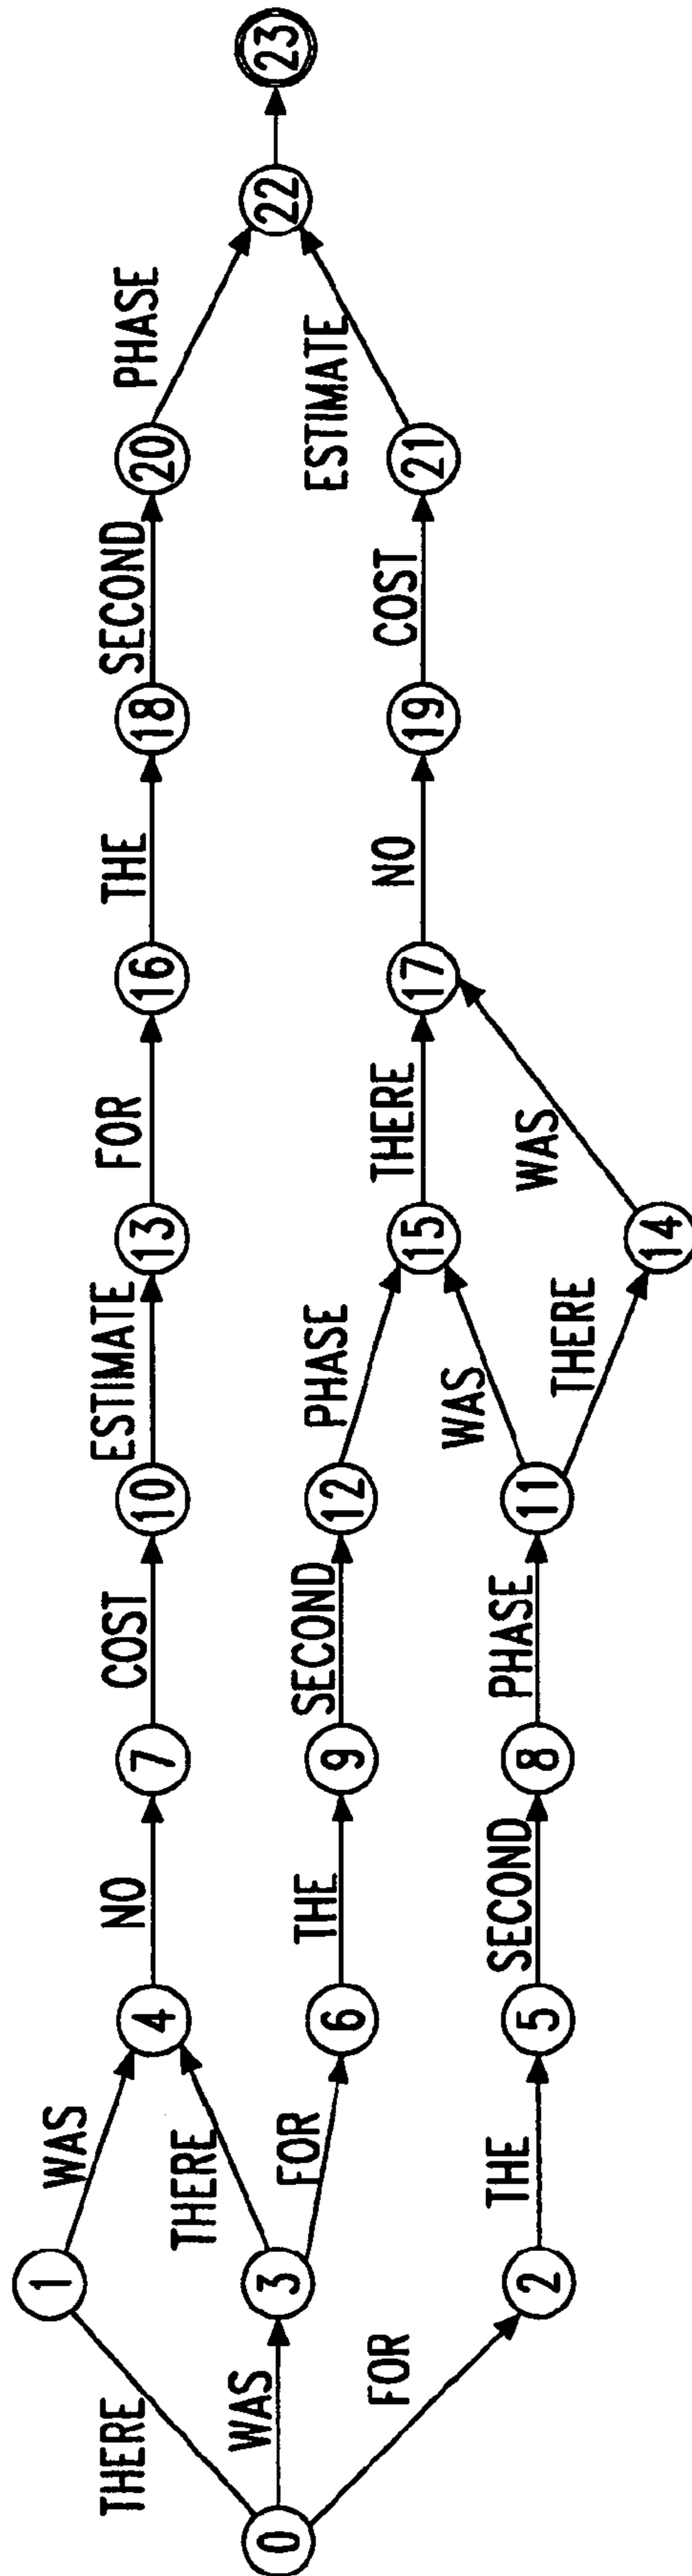 THERE
WAS
FOR
0
1
3
2
WAS
THERE
FOR
THE
4
6
5
NO
THE
SECOND
7
9
8
COST
SECOND
PHASE
10
12
11
ESTIMATE
PHASE
WAS
THERE
13
15
14
FOR
THERE
WAS
16
17
THE
NO
18
19
SECOND
COST
20
21
PHASE
ESTIMATE
22
23